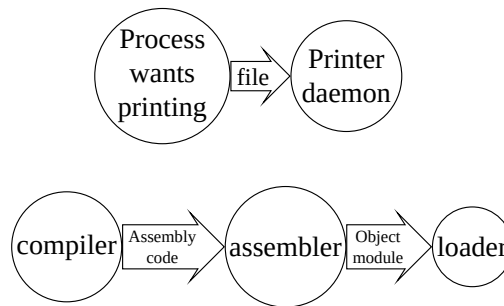 Process
wants
printing
file
Printer
daemon
compiler
Assembly
code
assembler
Object
module
loader